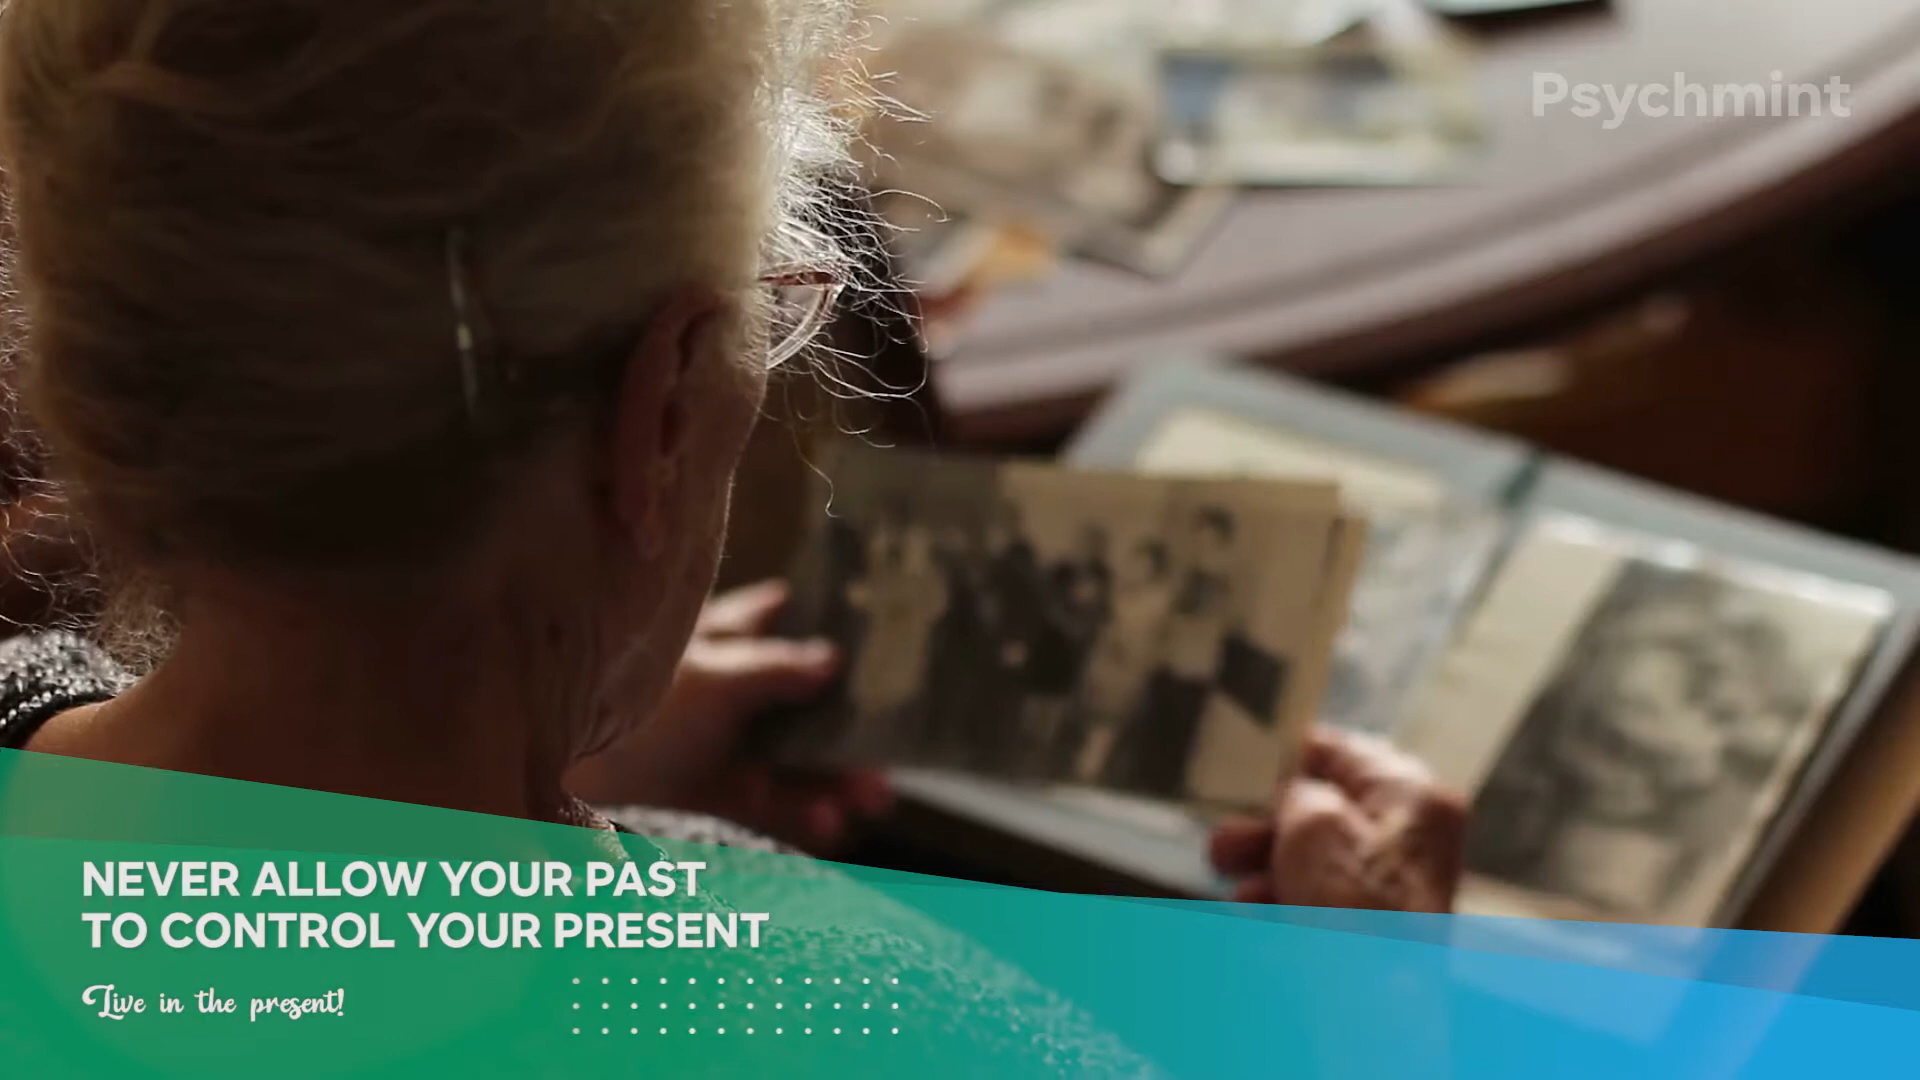 Psychmint
NEVER ALLOW YOUR PAST
TO CONTROL YOUR PRESENT
Live in the present!